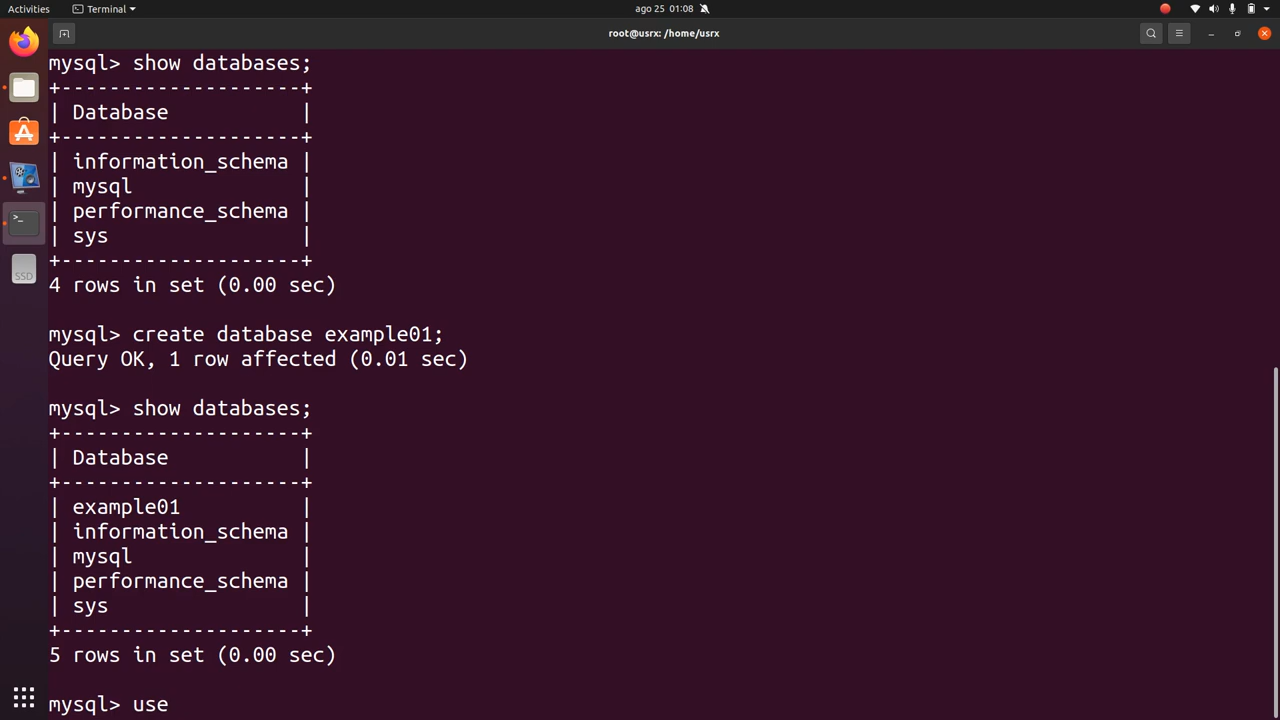 Activities
Terminal
ago 25 01:08
root@usrx: /home/usrx
mysql> show databases;
+--------------------+
| Database           |
+--------------------+
| information_schema |
| mysql              |
| performance_schema |
| sys                |
+--------------------+
4 rows in set (0.00 sec)
mysql> create database example01;
Query OK, 1 row affected (0.01 sec)
mysql> show databases;
+--------------------+
| Database           |
+--------------------+
| example01          |
| information_schema |
| mysql              |
| performance_schema |
| sys                |
+--------------------+
5 rows in set (0.00 sec)
mysql> use
>_
SSD